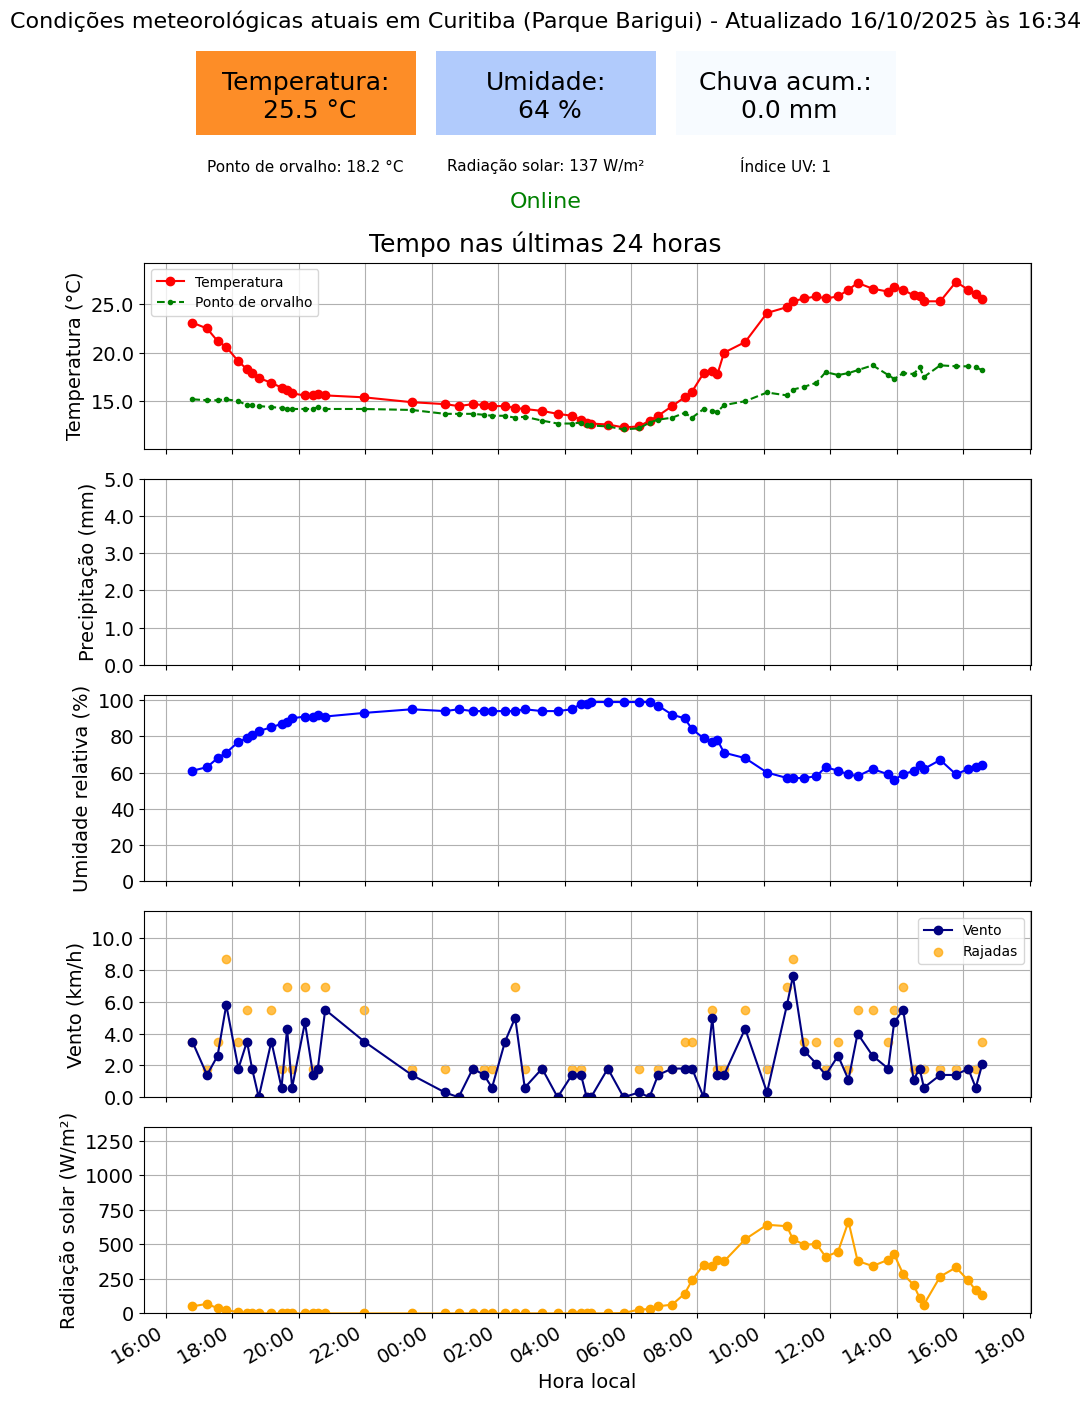 Condições meteorológicas atuais em Curitiba (Parque Barigui) - Atualizado 16/10/2025 às 16:34
Temperatura:
25.5 °C
Umidade:
64 %
Chuva acum.:
0.0 mm
Ponto de orvalho: 18.2 °C
Radiação solar: 137 W/m²
Índice UV: 1
Online
Tempo nas últimas 24 horas
Temperatura (°C)
25.0
20.0
15.0
Temperatura
Ponto de orvalho
Precipitação (mm)
5.0
4.0
3.0
2.0
1.0
0.0
Umidade relativa (%)
100
80
60
40
20
0
Vento (km/h)
10.0
8.0
6.0
4.0
2.0
0.0
Vento
Rajadas
Radiação solar (W/m²)
1250
1000
750
500
250
0
16:00
18:00
20:00
22:00
00:00
02:00
04:00
06:00
08:00
10:00
12:00
14:00
16:00
18:00
Hora local